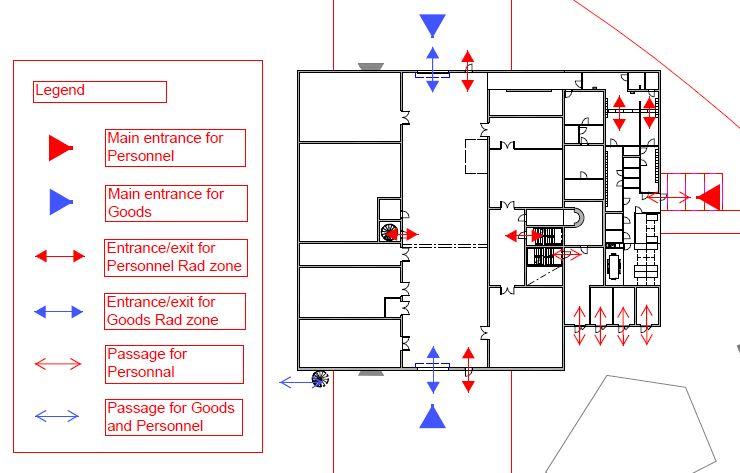 Legend
Main entrance for
Personnel
Main entrance for
Goods
Entrance/exit for
Personnel Rad zone
Entrance/exit for
Goods Rad zone
Passage for
Personnal
Passage for Goods
and Personnel